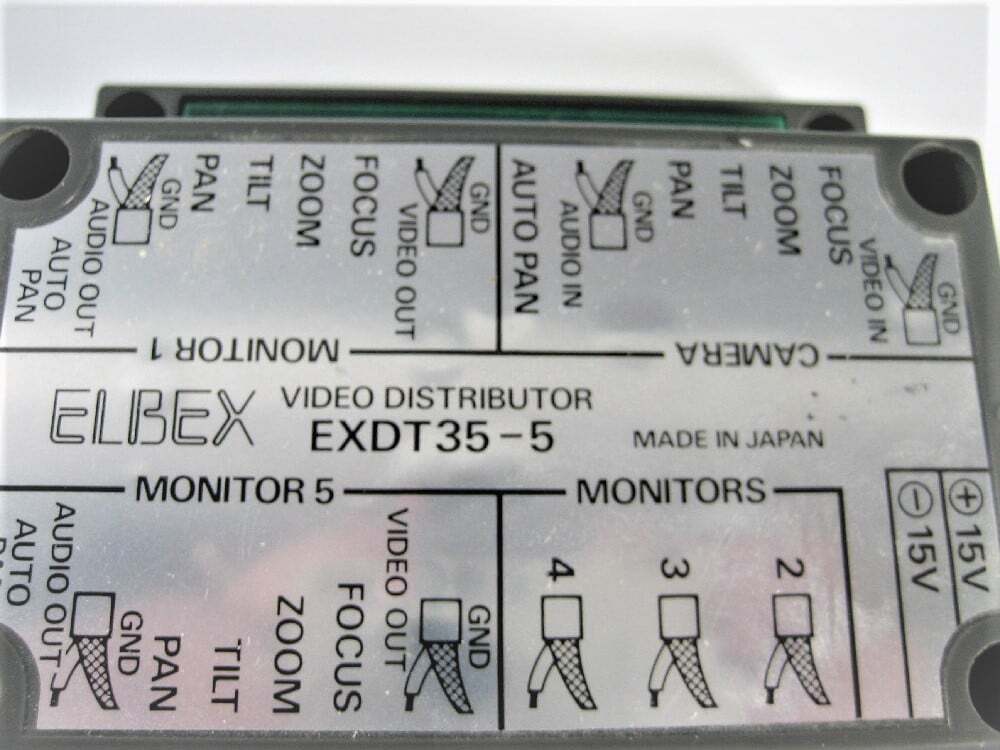 AUTO
PAN
AUDIO OUT
GND
PAN
TILT
ZOOM
FOCUS
VIDEO OUT
GND
MONITOR 1
AUTO PAN
AUDIO IN
GND
PAN
TILT
ZOOM
FOCUS
VIDEO IN
GND
CAMERA
ELBEX
VIDEO DISTRIBUTOR
EXDT35-5
MADE IN JAPAN
MONITOR 5
AUTO
AUDIO OUT
GND
PAN
TILT
ZOOM
FOCUS
VIDEO OUT
GND
MONITORS
4
3
2
⊖ 15V
⊕ 15V